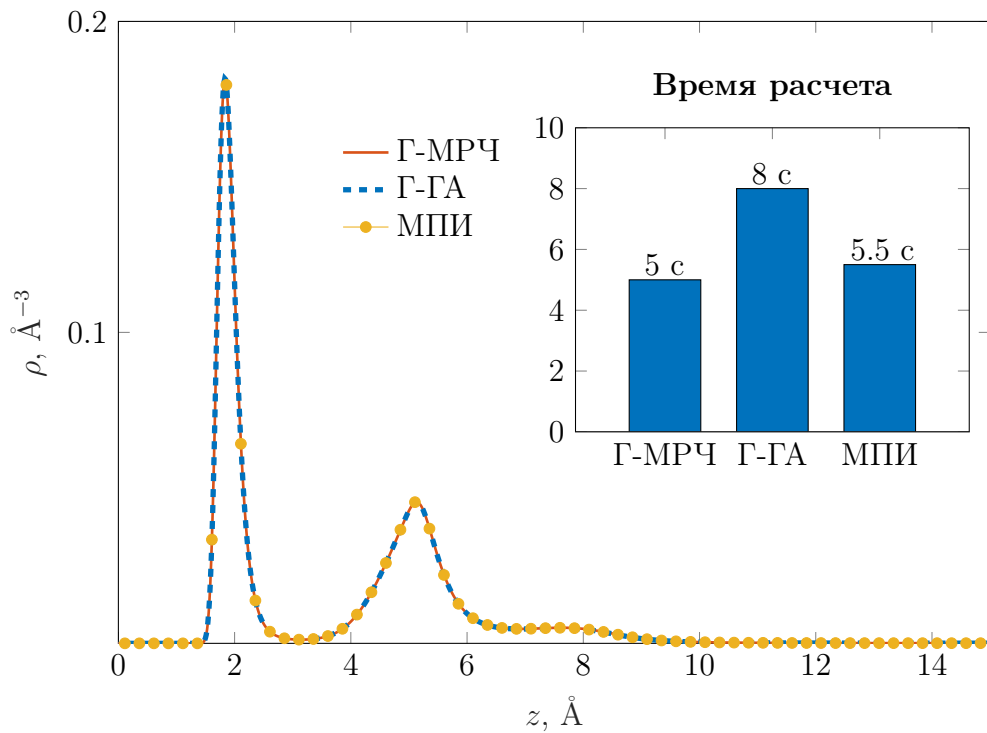 0.2
Время расчета
10
Г-МРЧ
Г-ГА
МПИ
8 с
8
5.5 с
6
5 с
4
2
0
Г-МРЧ Г-ГА МПИ
0.1
ρ, Å⁻³
0 2 4 6 8 10 12 14
z, Å